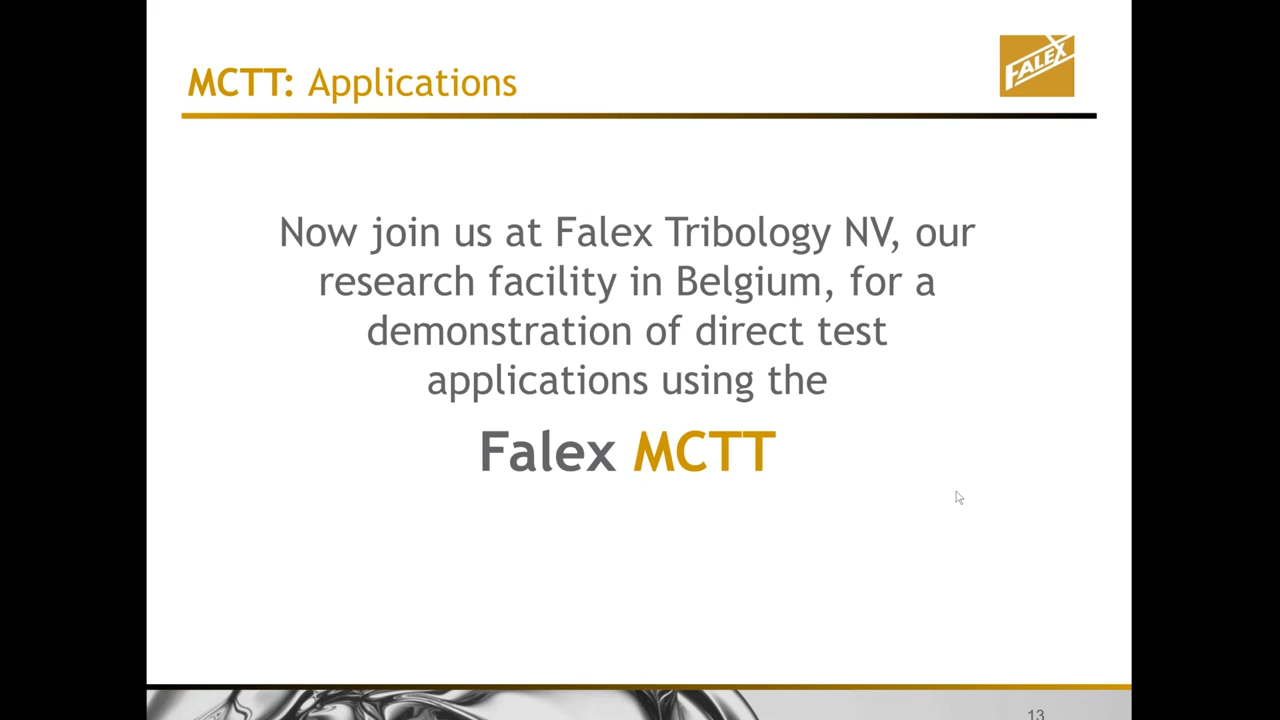 MCTT: Applications
FALEX
Now join us at Falex Tribology NV, our
research facility in Belgium, for a
demonstration of direct test
applications using the
Falex MCTT
13